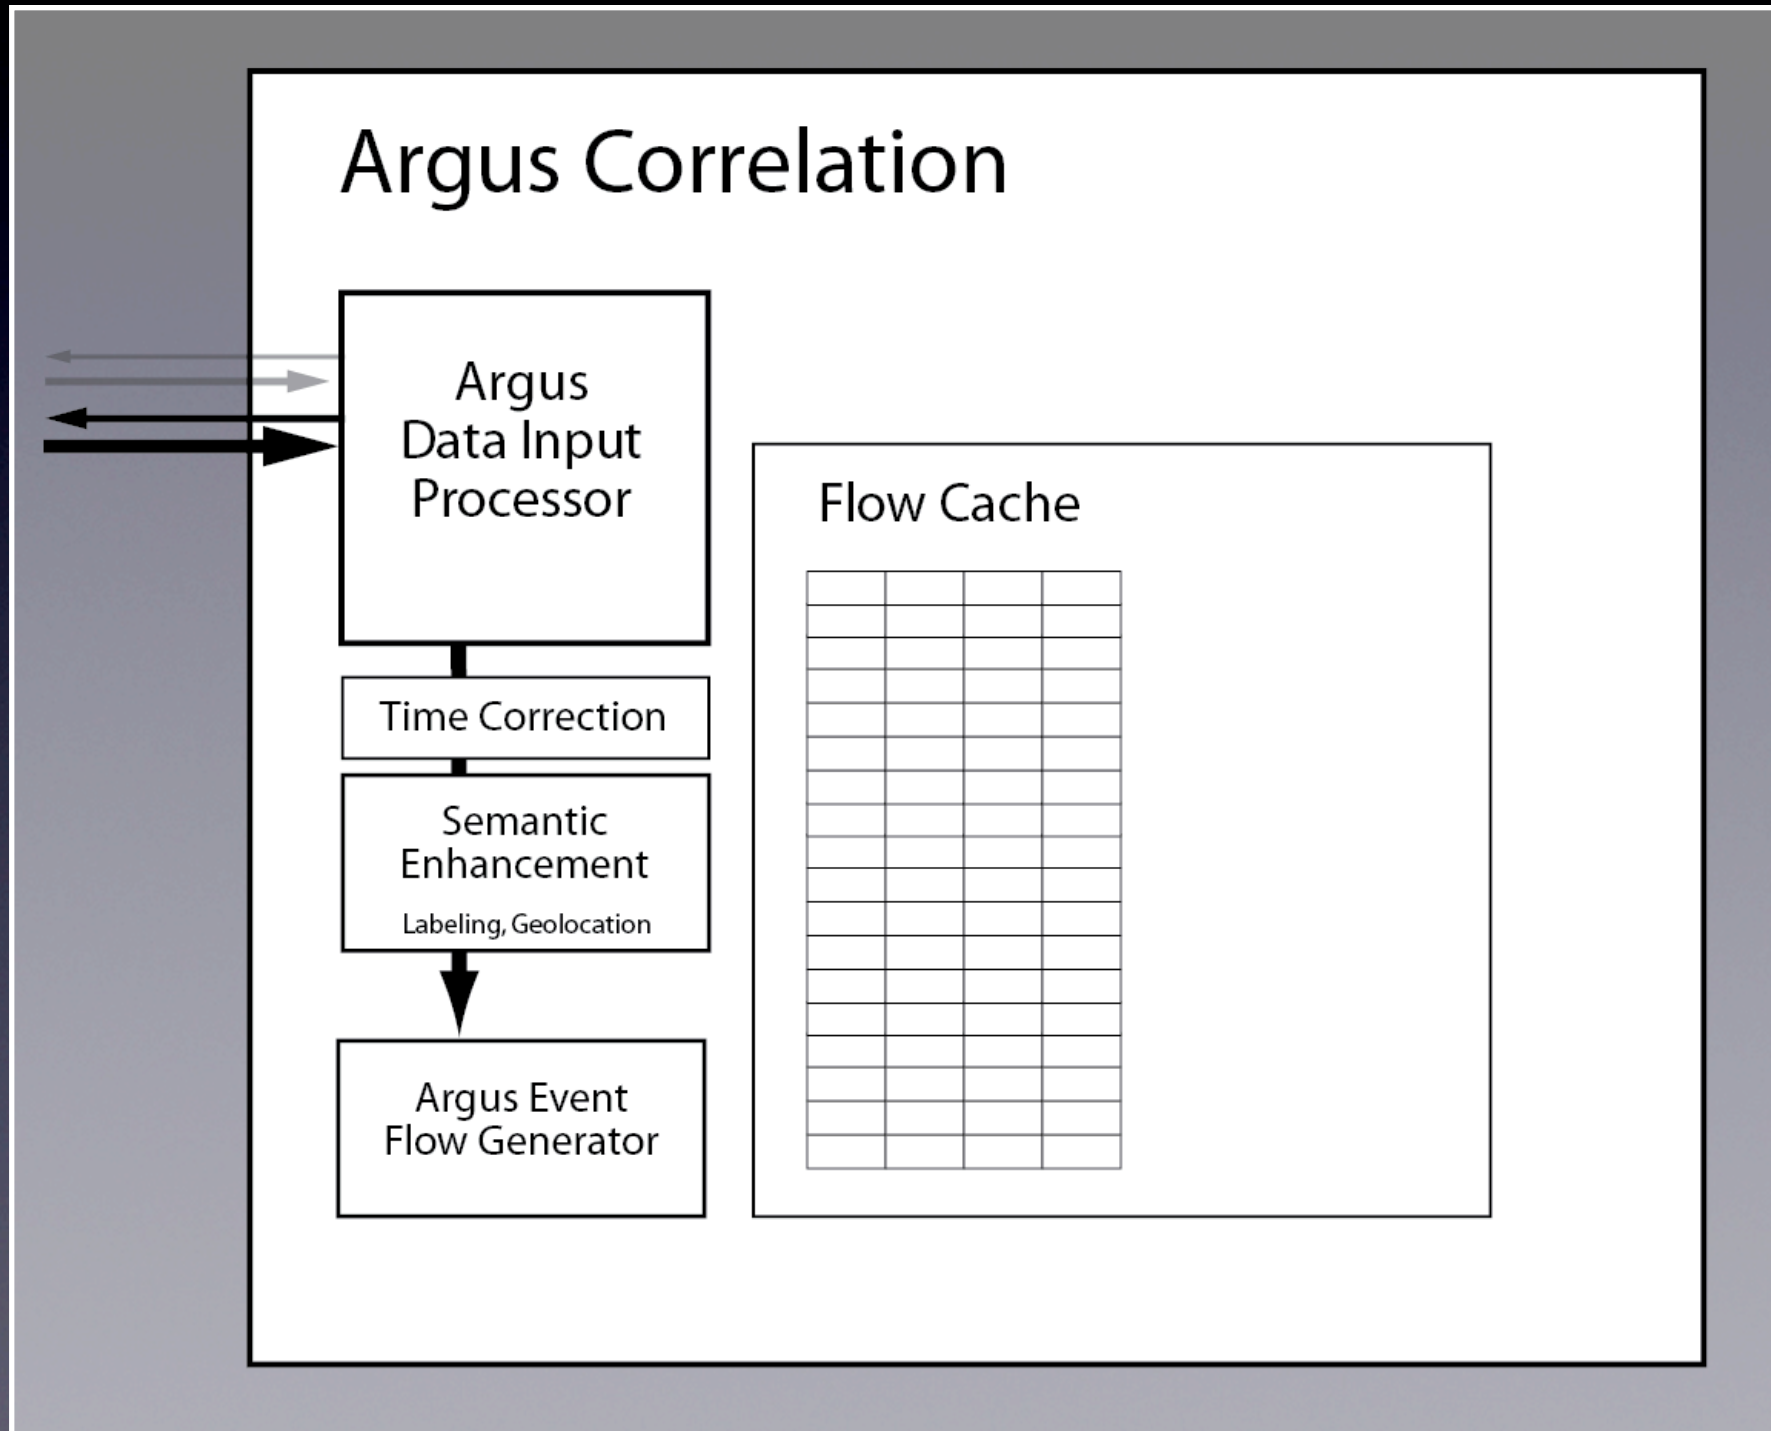 Argus Correlation
Argus
Data Input
Processor
Flow Cache
Time Correction
Semantic
Enhancement
Labeling, Geolocation
Argus Event
Flow Generator